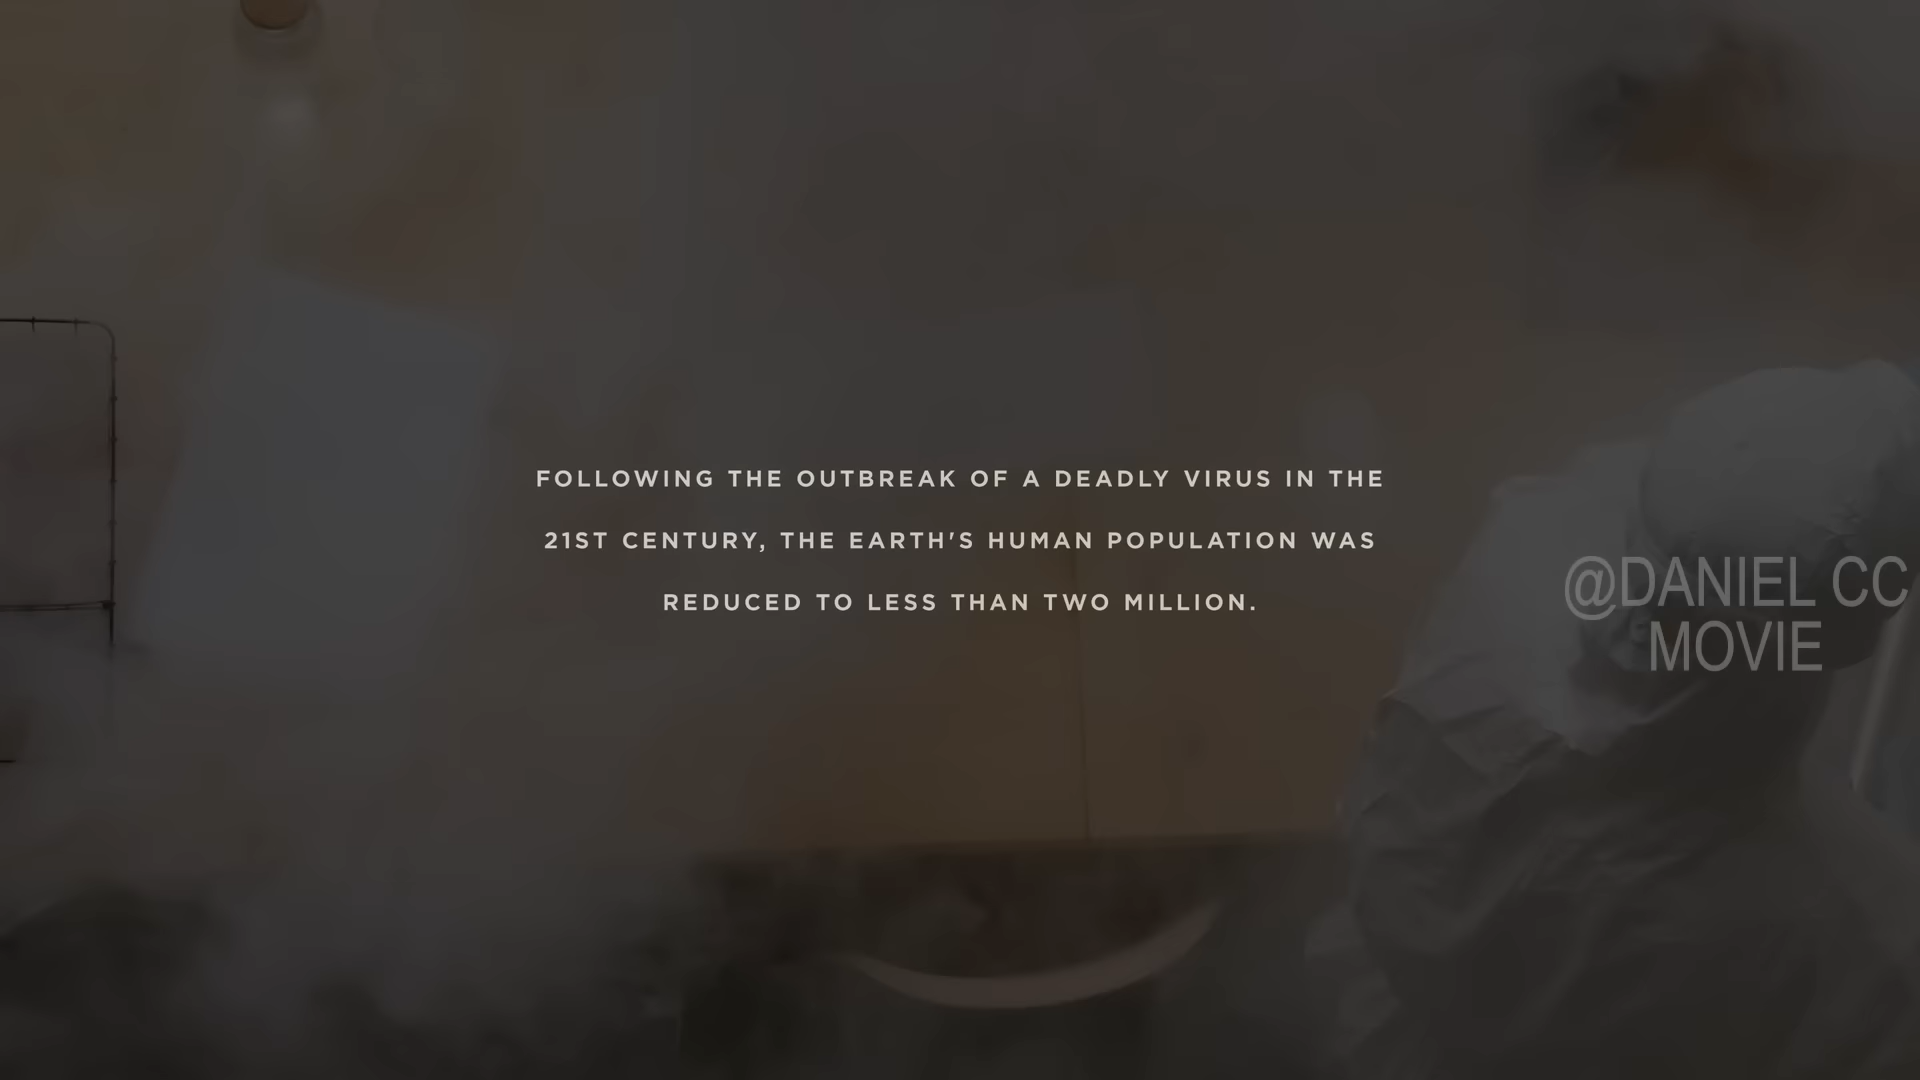 FOLLOWING THE OUTBREAK OF A DEADLY VIRUS IN THE
21ST CENTURY, THE EARTH'S HUMAN POPULATION WAS
REDUCED TO LESS THAN TWO MILLION.
@DANIEL CC
MOVIE